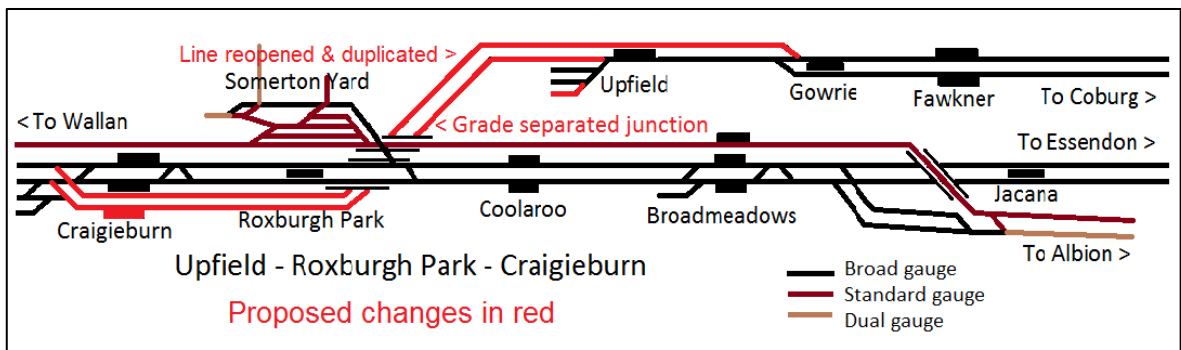 Line reopened & duplicated >
Somerton Yard
Upfield
Gowrie
Fawkner
To Coburg >
< To Wallan
< Grade separated junction
To Essendon >
Craigieburn
Roxburgh Park
Coolaroo
Broadmeadows
Jacana
To Albion >
Upfield - Roxburgh Park - Craigieburn
Proposed changes in red
Broad gauge
Standard gauge
Dual gauge